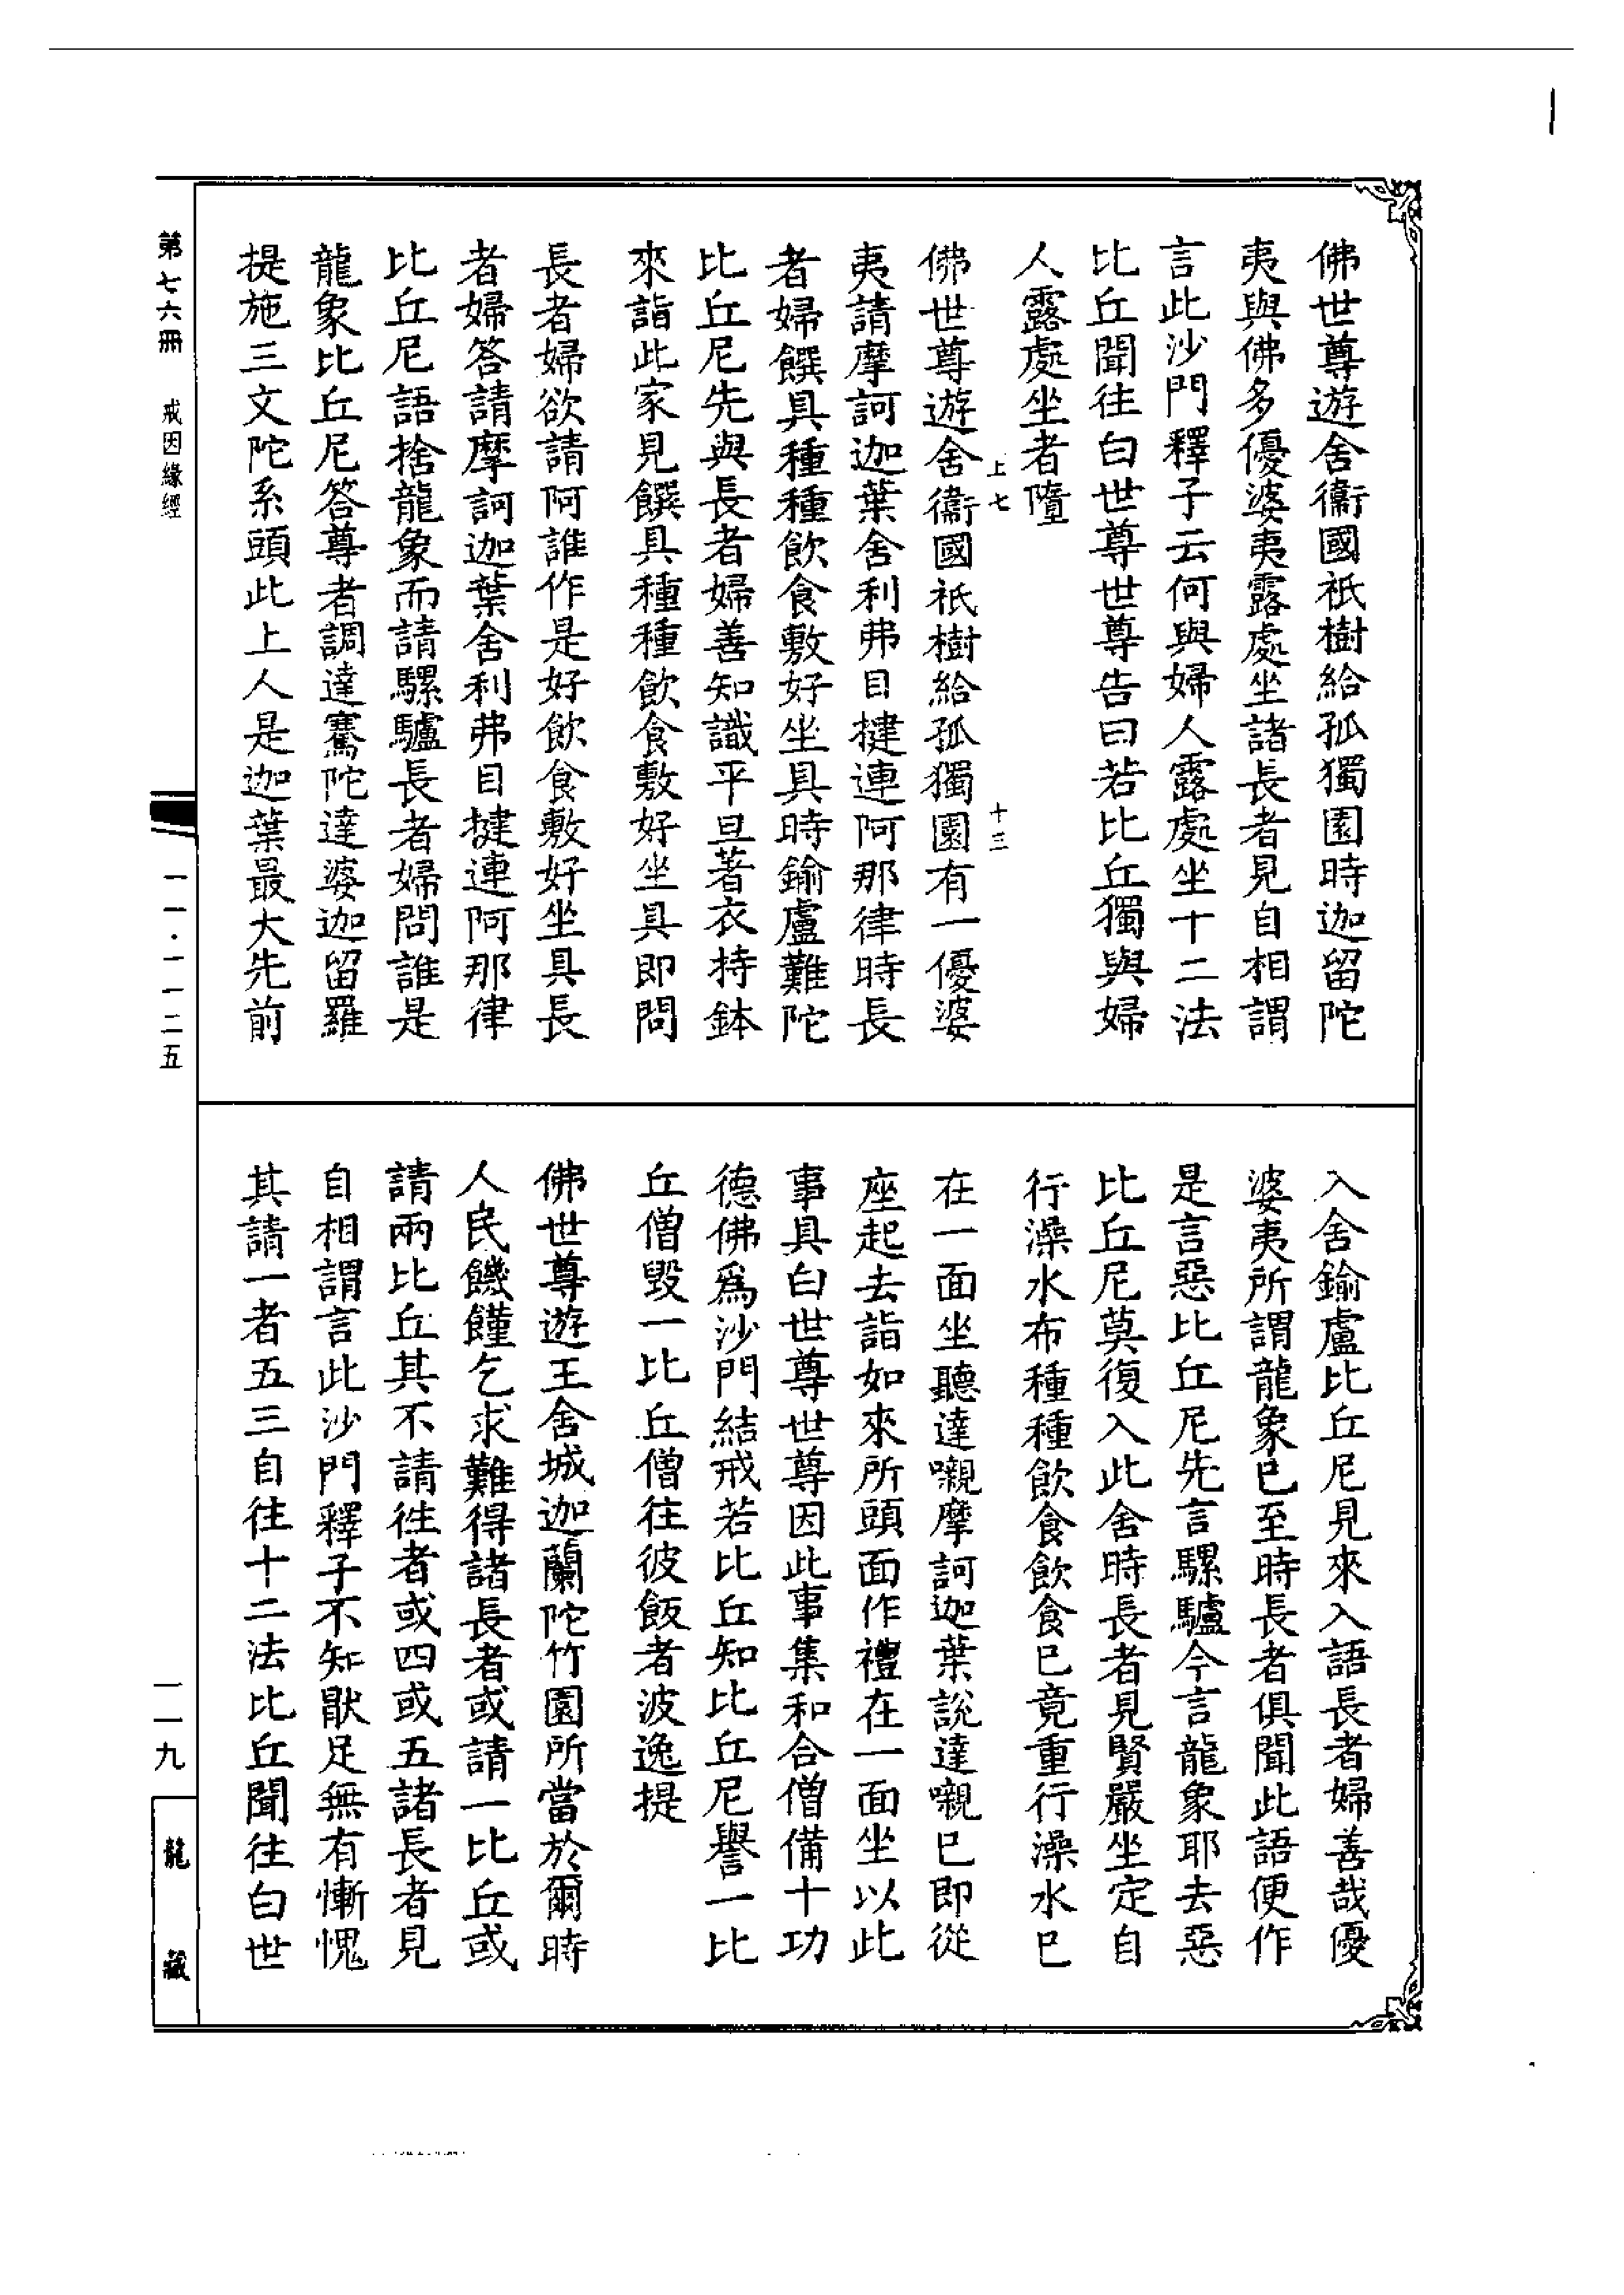 佛世尊遊舍衞國祇樹給孤獨園時迦留陀
夷與佛多優婆夷露處坐諸長者見自相謂
言此沙門釋子云何與婦人露處坐十二法
比丘聞往白世尊世尊告曰若比丘獨與婦
人露處坐者墮
上七 十三
佛世尊遊舍衞國祇樹給孤獨園有一優婆
夷請摩訶迦葉舍利弗目揵連阿那律時長
者婦饌具種種飲食敷好坐具時鍮盧難陀
比丘尼先與長者婦善知識平旦著衣持鉢
來詣此家見饌具種種飲食敷好坐具即問
長者婦欲請阿誰作是好飲食敷好坐具長
者婦答請摩訶迦葉舍利弗目揵連阿那律
比丘尼語捨龍象而請騾驢長者婦問誰是
龍象比丘尼答尊者調達騫陀達婆迦留羅
提施三文陀系頭此上人是迦葉最大先前
入舍鍮盧比丘尼見來入語長者婦善哉優
婆夷所謂龍象已至時長者俱聞此語便作
是言惡比丘尼先言騾驢今言龍象耶去惡
比丘尼莫復入此舍時長者見賢嚴坐定自
行澡水布種種飲食飲食已竟重行澡水已
在一面坐聽達嚫摩訶迦葉說達嚫已即從
座起去詣如來所頭面作禮在一面坐以此
事具白世尊世尊因此事集和合僧備十功
德佛爲沙門結戒若比丘知比丘尼譽一比
丘僧毀一比丘僧往彼飯者波逸提
佛世尊遊王舍城迦蘭陀竹園所當於爾時
人民饑饉乞求難得諸長者或請一比丘或
請兩比丘其不請往者或四或五諸長者見
自相謂言此沙門釋子不知猒足無有慚愧
其請一者五三自往十二法比丘聞往白世
第七六冊 戒因緣經
一一·一一二五
一一九
龍藏